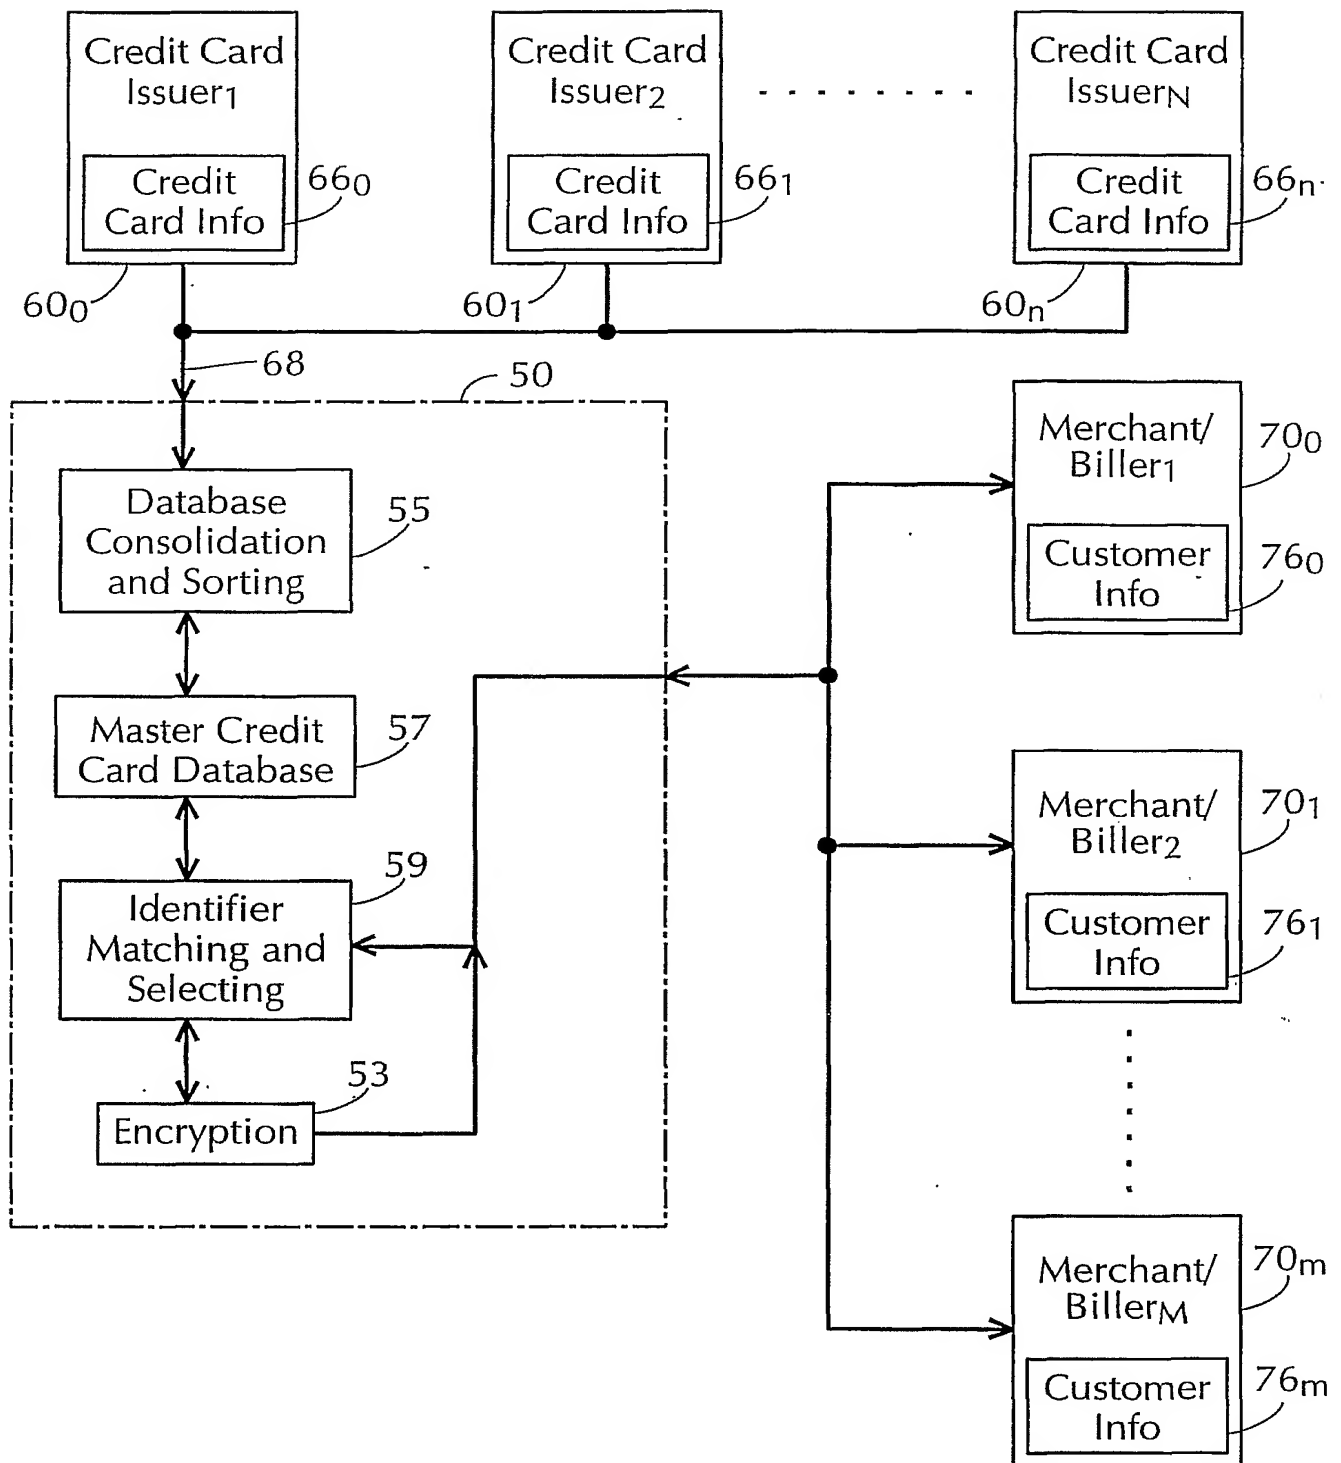 Credit Card
Issuer₁
Credit Card
Issuer₂
Credit Card
Issuer_N
Credit
Card Info
66₀
Credit
Card Info
66₁
Credit
Card Info
66ₙ
60₀
60₁
60ₙ
68
50
Database
Consolidation
and Sorting
55
Master Credit
Card Database
57
Identifier
Matching and
Selecting
59
Encryption
53
Merchant/
Biller₁
70₀
Customer
Info
76₀
Merchant/
Biller₂
70₁
Customer
Info
76₁
Merchant/
Biller_M
70ₘ
Customer
Info
76ₘ